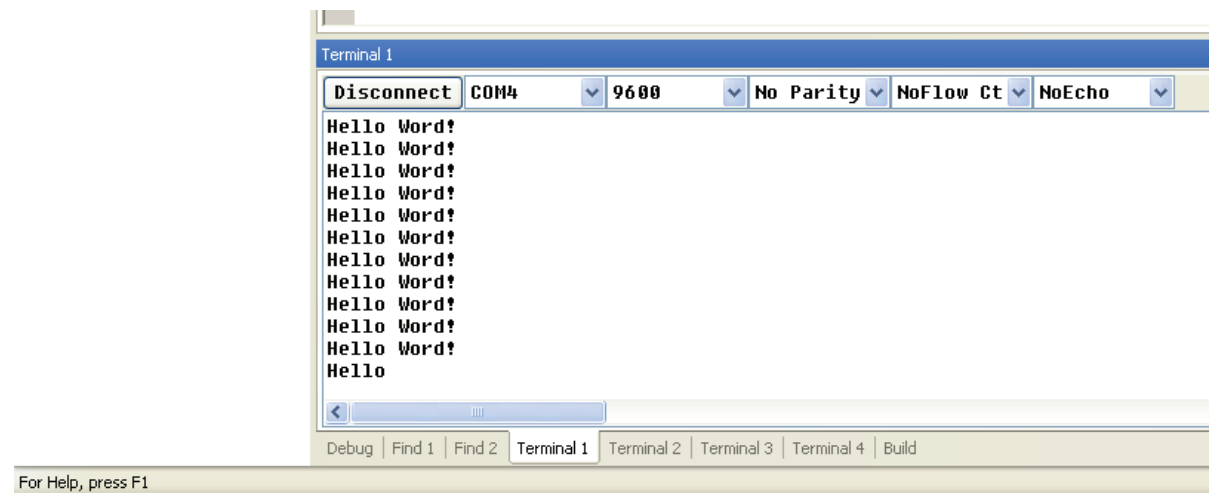 Terminal 1
Disconnect COM4 9600 No Parity NoFlow Ct NoEcho
Hello Word!
Hello Word!
Hello Word!
Hello Word!
Hello Word!
Hello Word!
Hello Word!
Hello Word!
Hello Word!
Hello Word!
Hello Word!
Hello
Debug Find 1 Find 2 Terminal 1 Terminal 2 Terminal 3 Terminal 4 Build
For Help, press F1